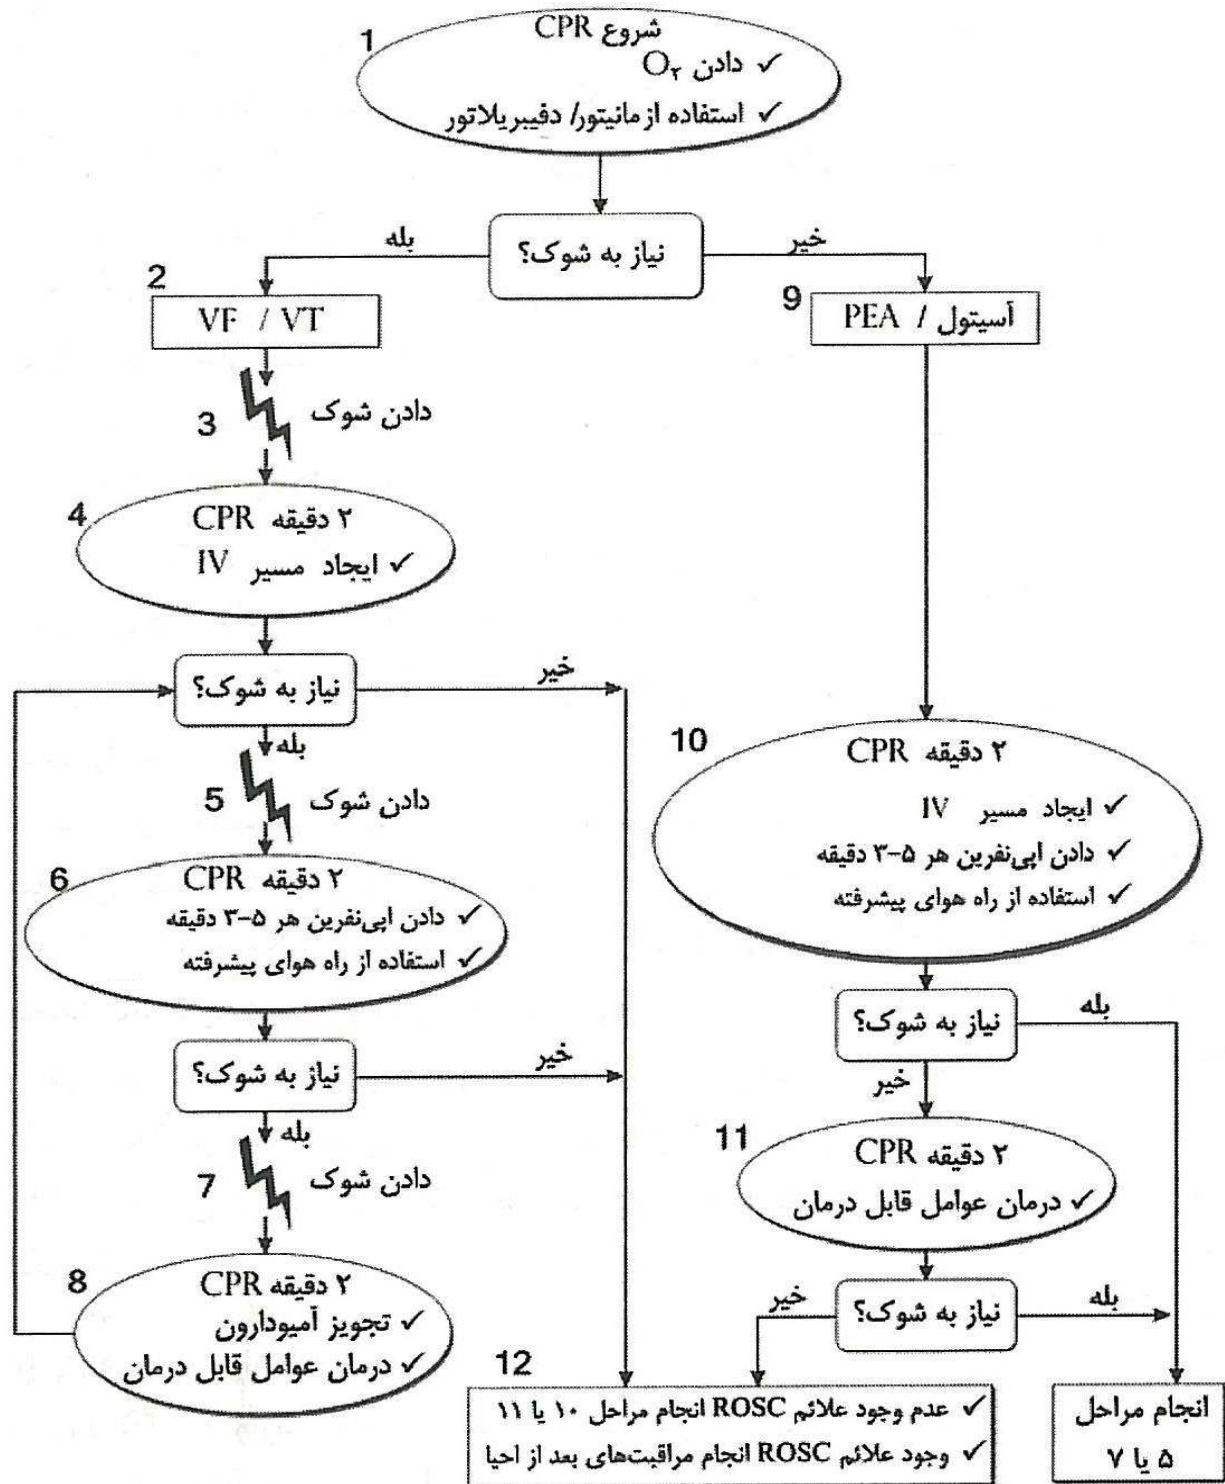 1
شروع CPR
✓ دادن O₂
✓ استفاده از مانیتور/ دفیبریلاتور
نیاز به شوک؟
بله
خیر
2
VF / VT
9
آسیتول / PEA
3
دادن شوک
4
۲ دقیقه CPR
✓ ایجاد مسیر IV
نیاز به شوک؟
خیر
بله
5
دادن شوک
6
۲ دقیقه CPR
✓ دادن اپی‌نفرین هر ۵-۳ دقیقه
✓ استفاده از راه هوای پیشرفته
نیاز به شوک؟
خیر
بله
7
دادن شوک
8
۲ دقیقه CPR
✓ تجویز آمیودارون
✓ درمان عوامل قابل درمان
10
۲ دقیقه CPR
✓ ایجاد مسیر IV
✓ دادن اپی‌نفرین هر ۵-۳ دقیقه
✓ استفاده از راه هوای پیشرفته
نیاز به شوک؟
بله
خیر
11
۲ دقیقه CPR
✓ درمان عوامل قابل درمان
نیاز به شوک؟
بله
خیر
12
✓ عدم وجود علائم ROSC انجام مراحل ۱۰ یا ۱۱
✓ وجود علائم ROSC انجام مراقبت‌های بعد از احیا
انجام مراحل
۵ یا ۷